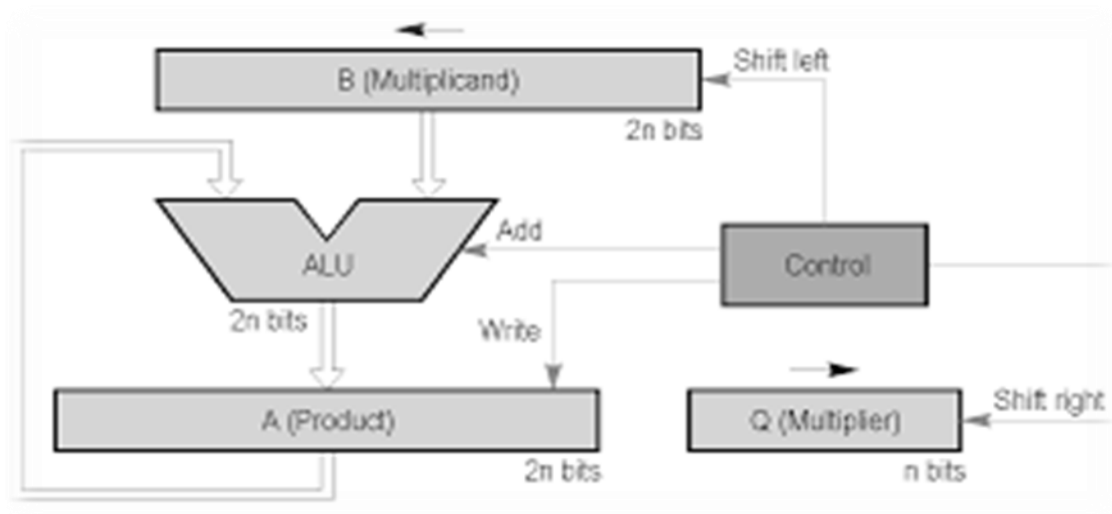 B (Multiplicand)
Shift left
2n bits
Add
ALU
Control
2n bits
Write
A (Product)
Q (Multiplier)
Shift right
2n bits
n bits